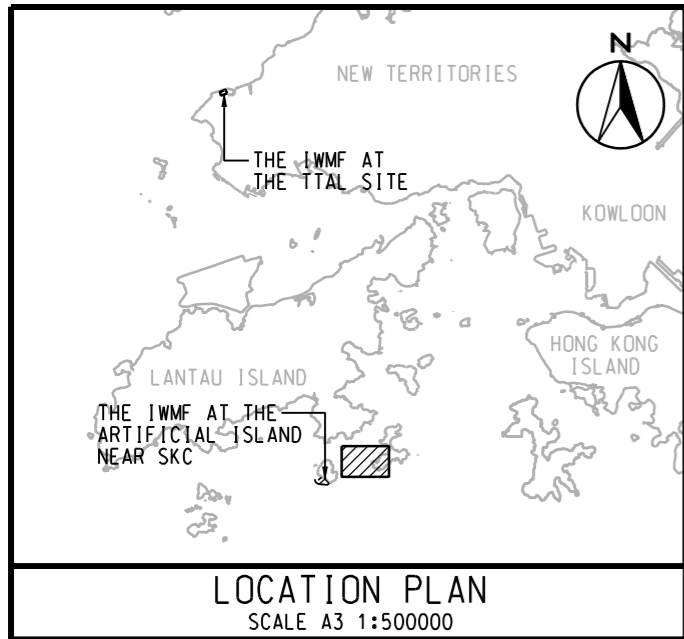 N
NEW TERRITORIES
THE IWMF AT
THE TTAL SITE
KOWLOON
HONG KONG
ISLAND
LANTAU ISLAND
THE IWMF AT THE
ARTIFICIAL ISLAND
NEAR SKC
LOCATION PLAN
SCALE A3 1:500000